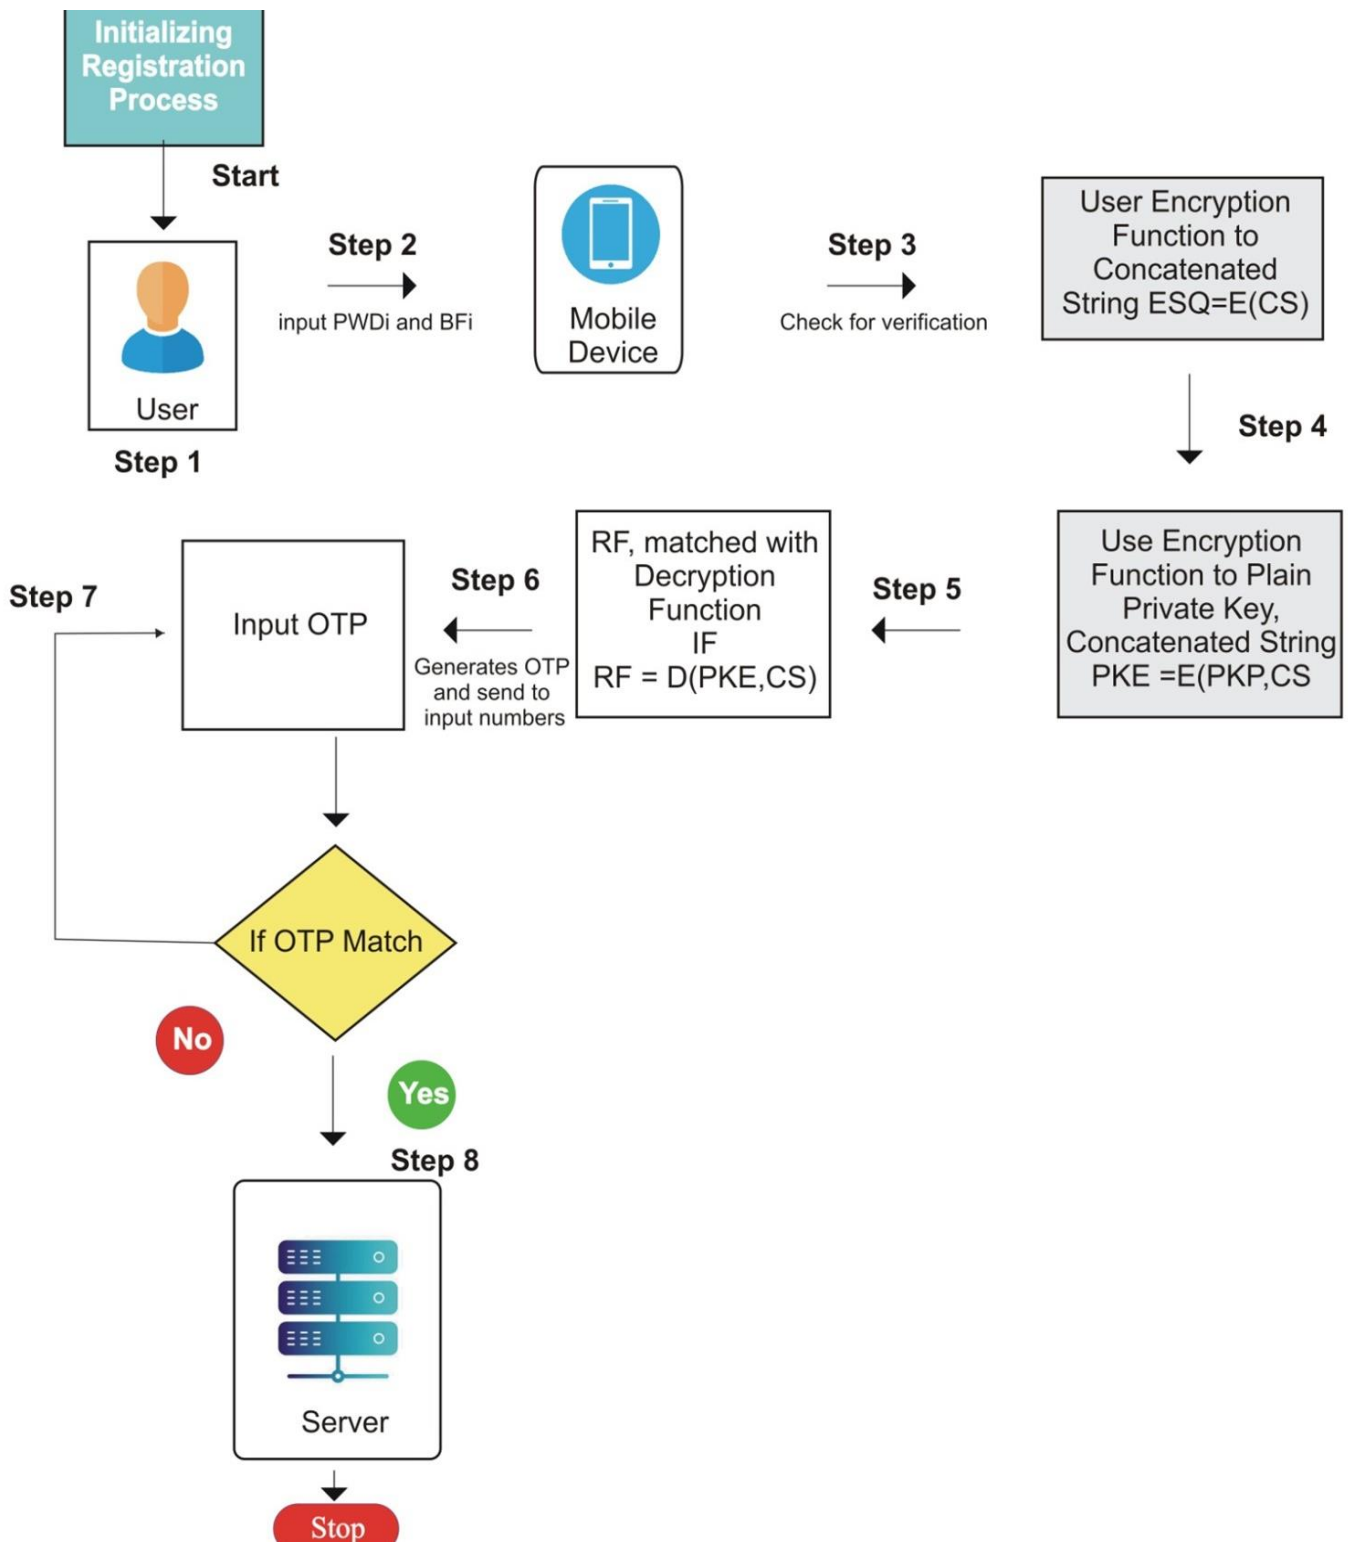 Initializing
Registration
Process
Start
User
Step 1
Step 2
input PWDi and BFi
Mobile
Device
Step 3
Check for verification
User Encryption
Function to
Concatenated
String ESQ=E(CS)
Step 4
Use Encryption
Function to Plain
Private Key,
Concatenated String
PKE =E(PKP,CS
Step 5
RF, matched with
Decryption
Function
IF
RF = D(PKE,CS)
Step 6
Generates OTP
and send to
input numbers
Input OTP
Step 7
If OTP Match
No
Yes
Step 8
Server
Stop